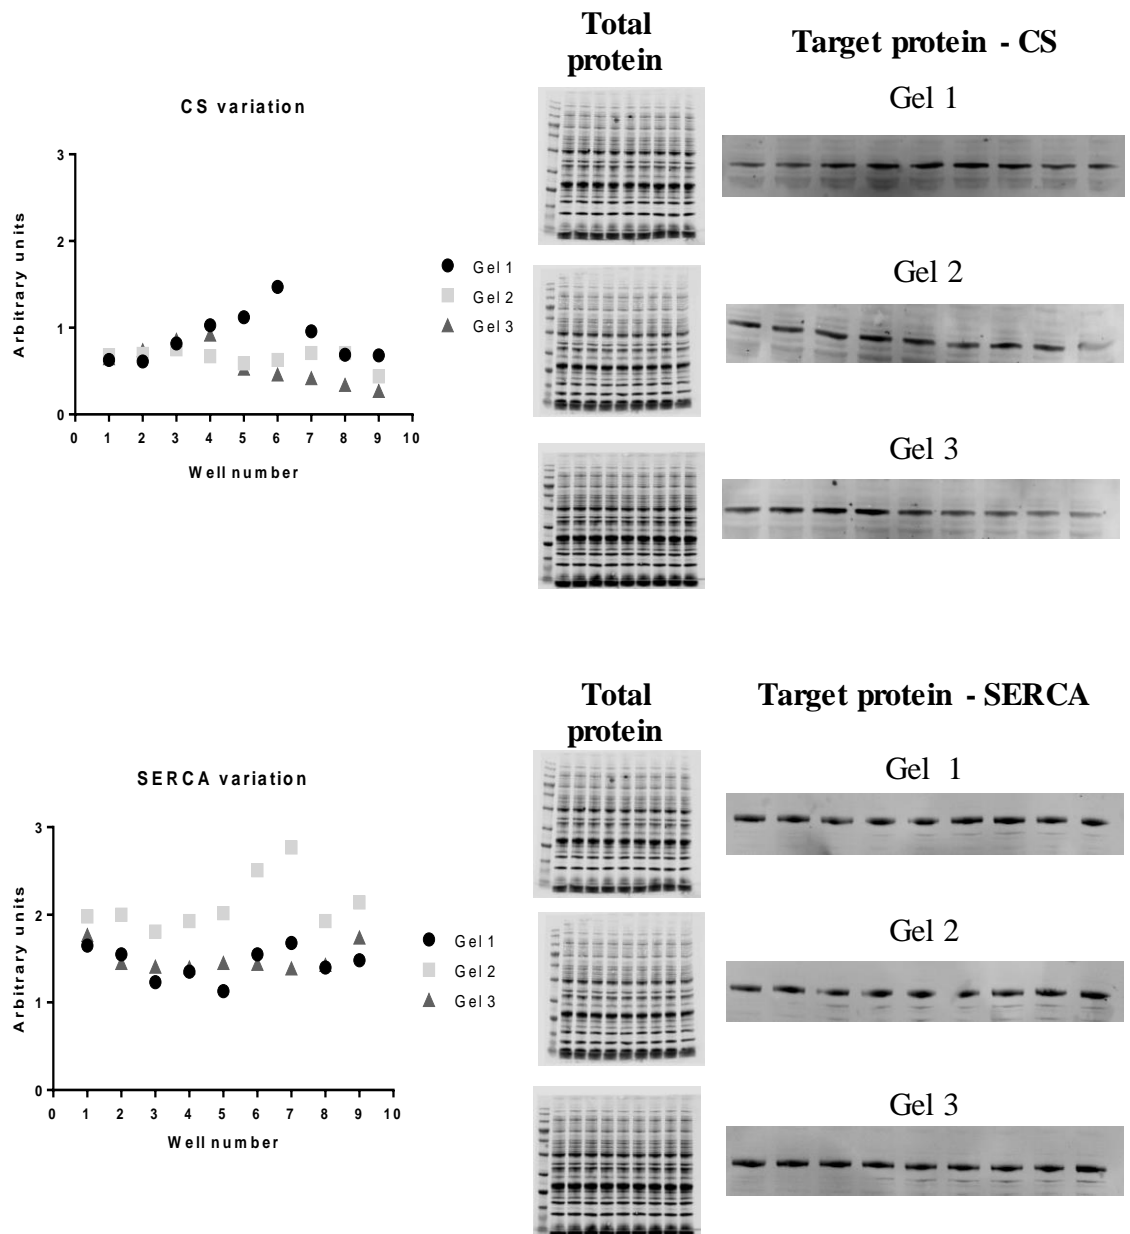 Total
protein
Target protein - CS
Gel 1
CS variation
3
2
1
0
Arbitrary units
0 1 2 3 4 5 6 7 8 9 10
Well number
Gel 1
Gel 2
Gel 3
Gel 2
Gel 3
Total
protein
Target protein - SERCA
Gel 1
SERCA variation
3
2
1
0
Arbitrary units
0 1 2 3 4 5 6 7 8 9 10
Well number
Gel 1
Gel 2
Gel 3
Gel 2
Gel 3